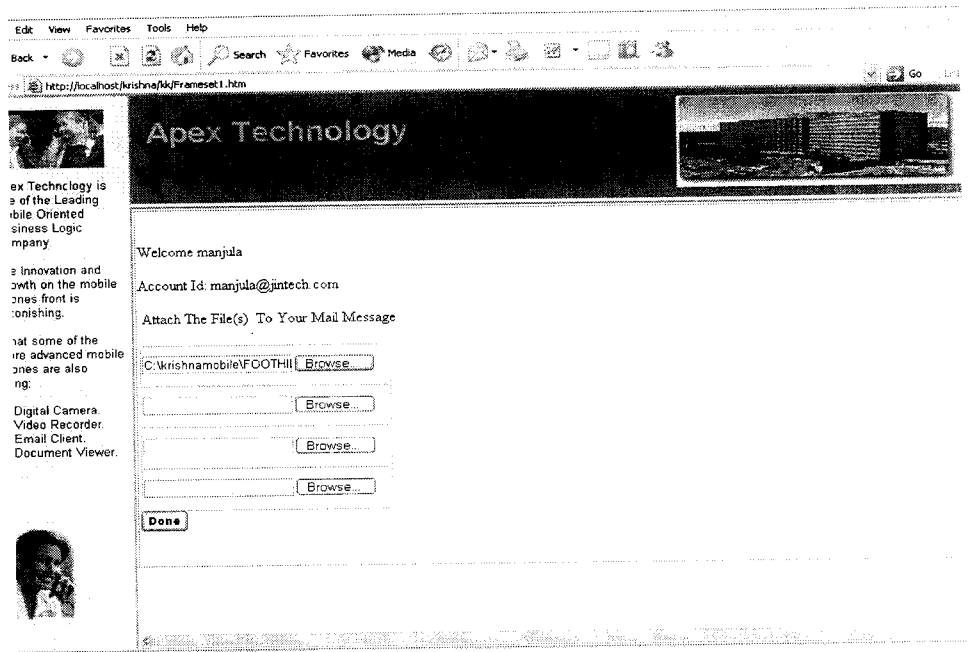 Edit View Favorites Tools Help
Back Search Favorites Media
http://localhost/krishna/kk/Frameset1.htm Go
Apex Technology
ex Technology is
e of the Leading
bile Oriented
siness Logic
mpany
e Innovation and
owth on the mobile
ones front is
tonishing.
hat some of the
re advanced mobile
ones are also
ng:
Digital Camera.
Video Recorder.
Email Client.
Document Viewer.
Welcome manjula
Account Id: manjula@jintech.com
Attach The File(s) To Your Mail Message
C:\krishnamobile\FOOTHII Browse...
Browse...
Browse...
Browse...
Done